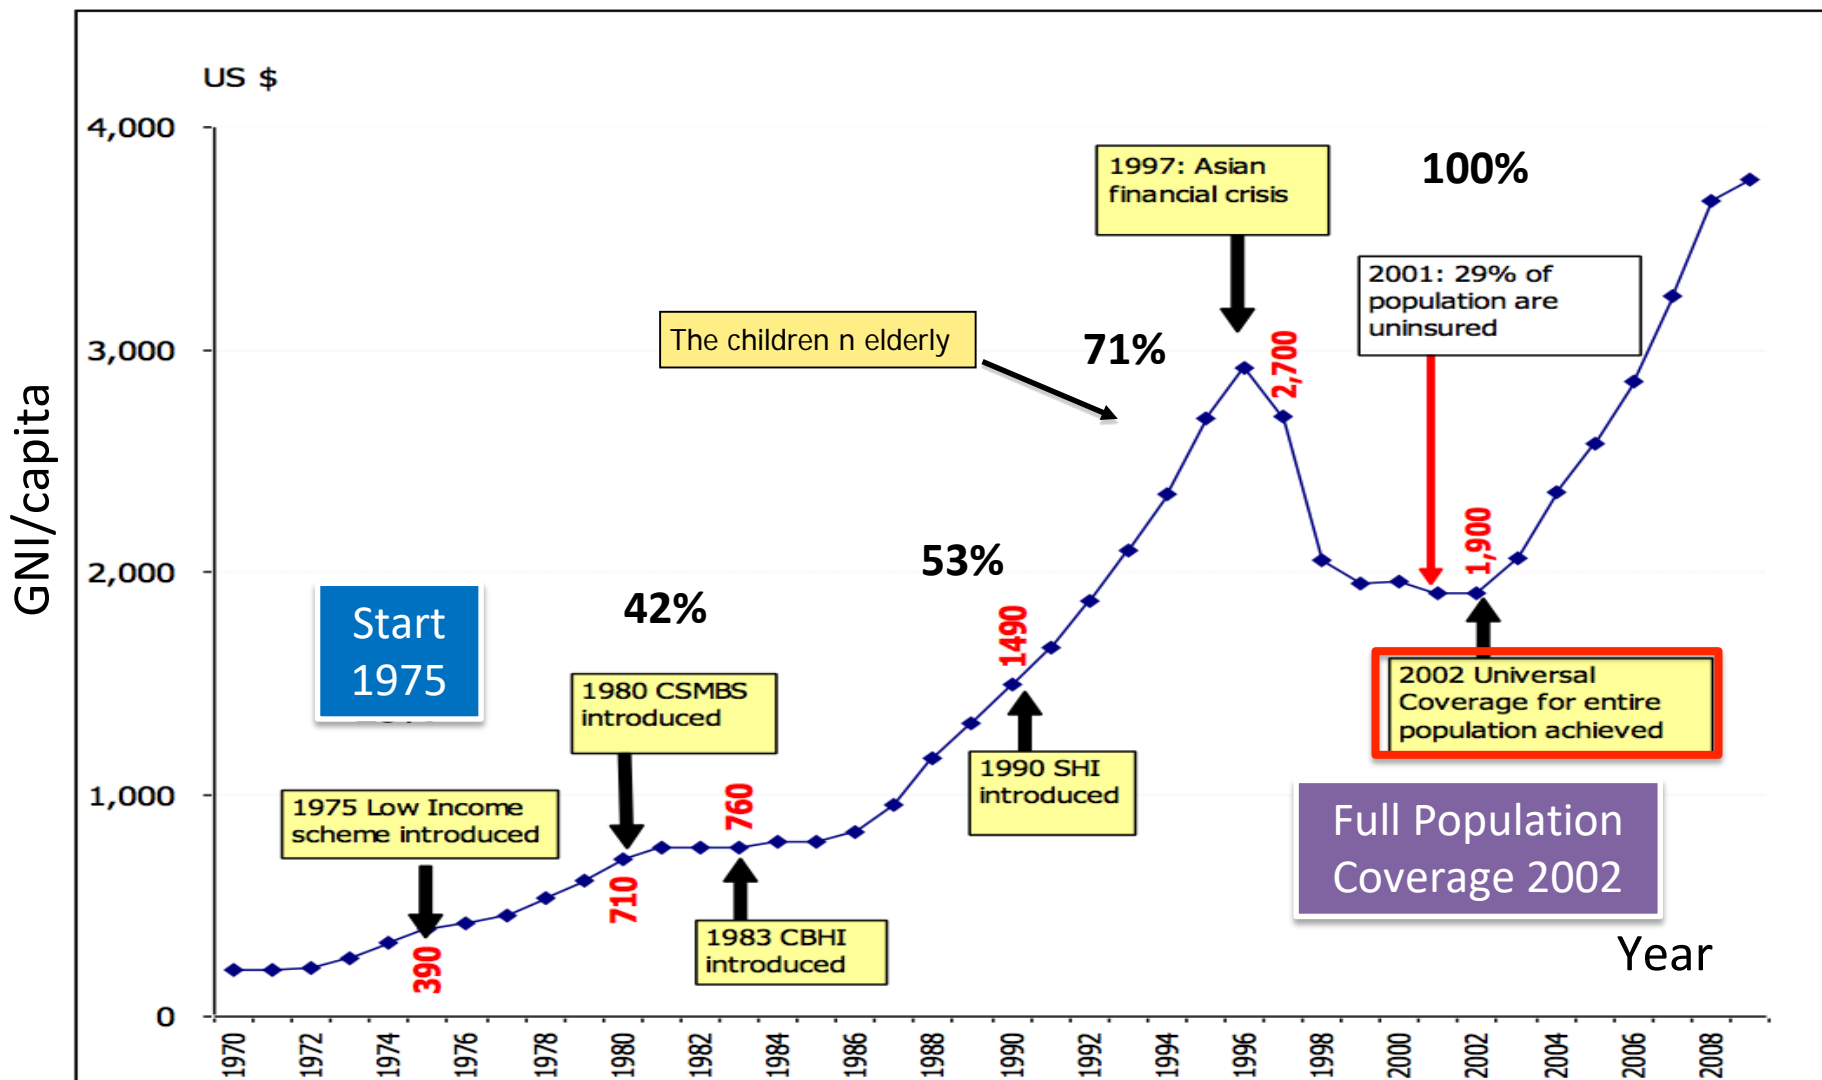 US $
4,000
3,000
2,000
1,000
0
GNI/capita
1997: Asian
financial crisis
100%
2001: 29% of
population are
uninsured
The children n elderly
71%
2,700
53%
1,900
42%
1490
Start
1975
1980 CSMBS
introduced
2002 Universal
Coverage for entire
population achieved
1990 SHI
introduced
1975 Low Income
scheme introduced
760
Full Population
Coverage 2002
710
390
1983 CBHI
introduced
Year
1970
1972
1974
1976
1978
1980
1982
1984
1986
1988
1990
1992
1994
1996
1998
2000
2002
2004
2006
2008